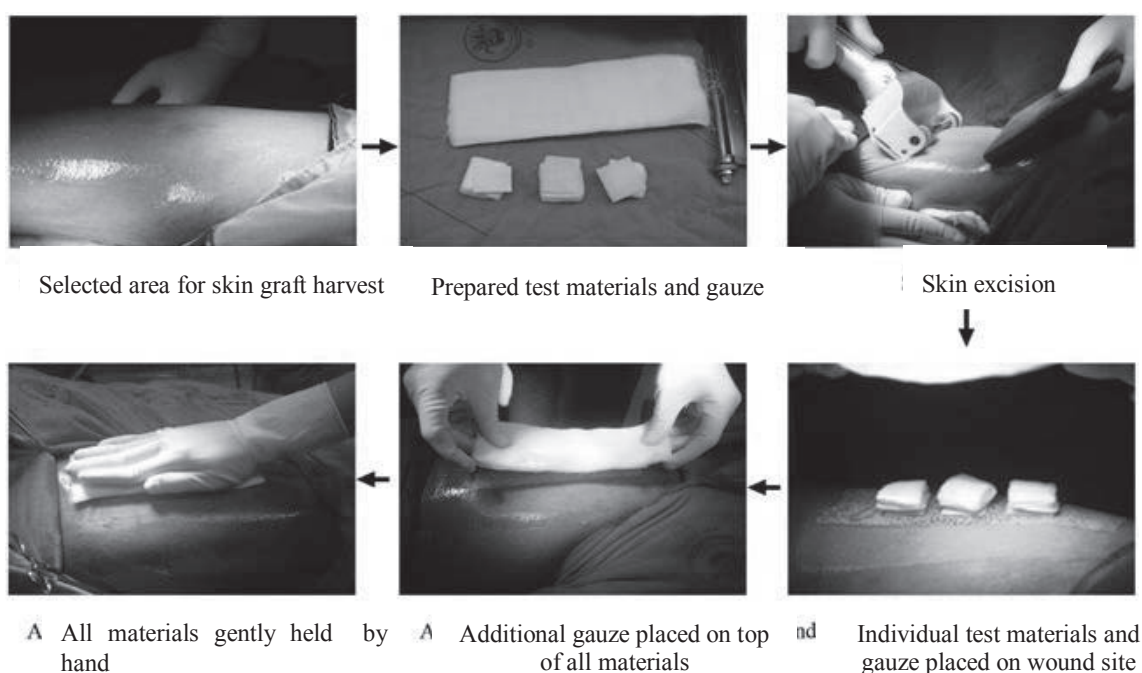 Selected area for skin graft harvest
Prepared test materials and gauze
Skin excision
Individual test materials and
gauze placed on wound site
A Additional gauze placed on top
of all materials
A All materials gently held by
hand
nd